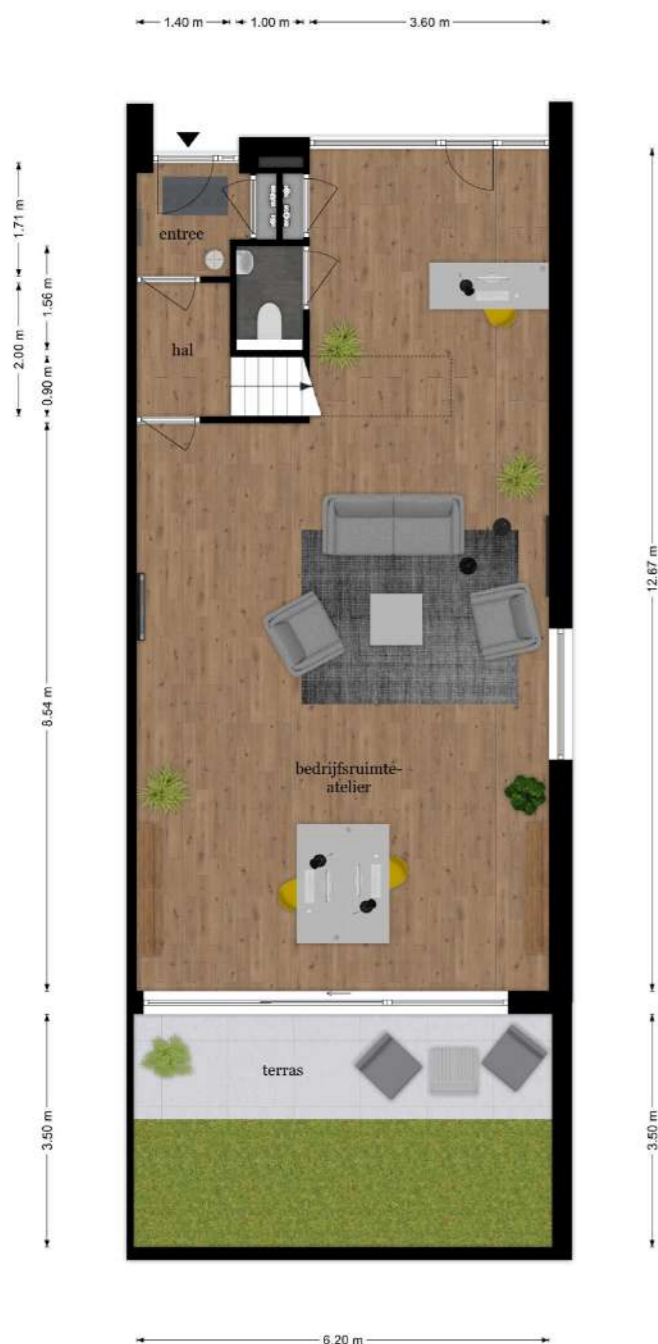 1.40 m
1.00 m
3.60 m
1.71 m
entree
1.56 m
2.00 m
hal
0.90 m
12.67 m
8.54 m
bedrijfsruimte-
atelier
terras
3.50 m
3.50 m
6.20 m